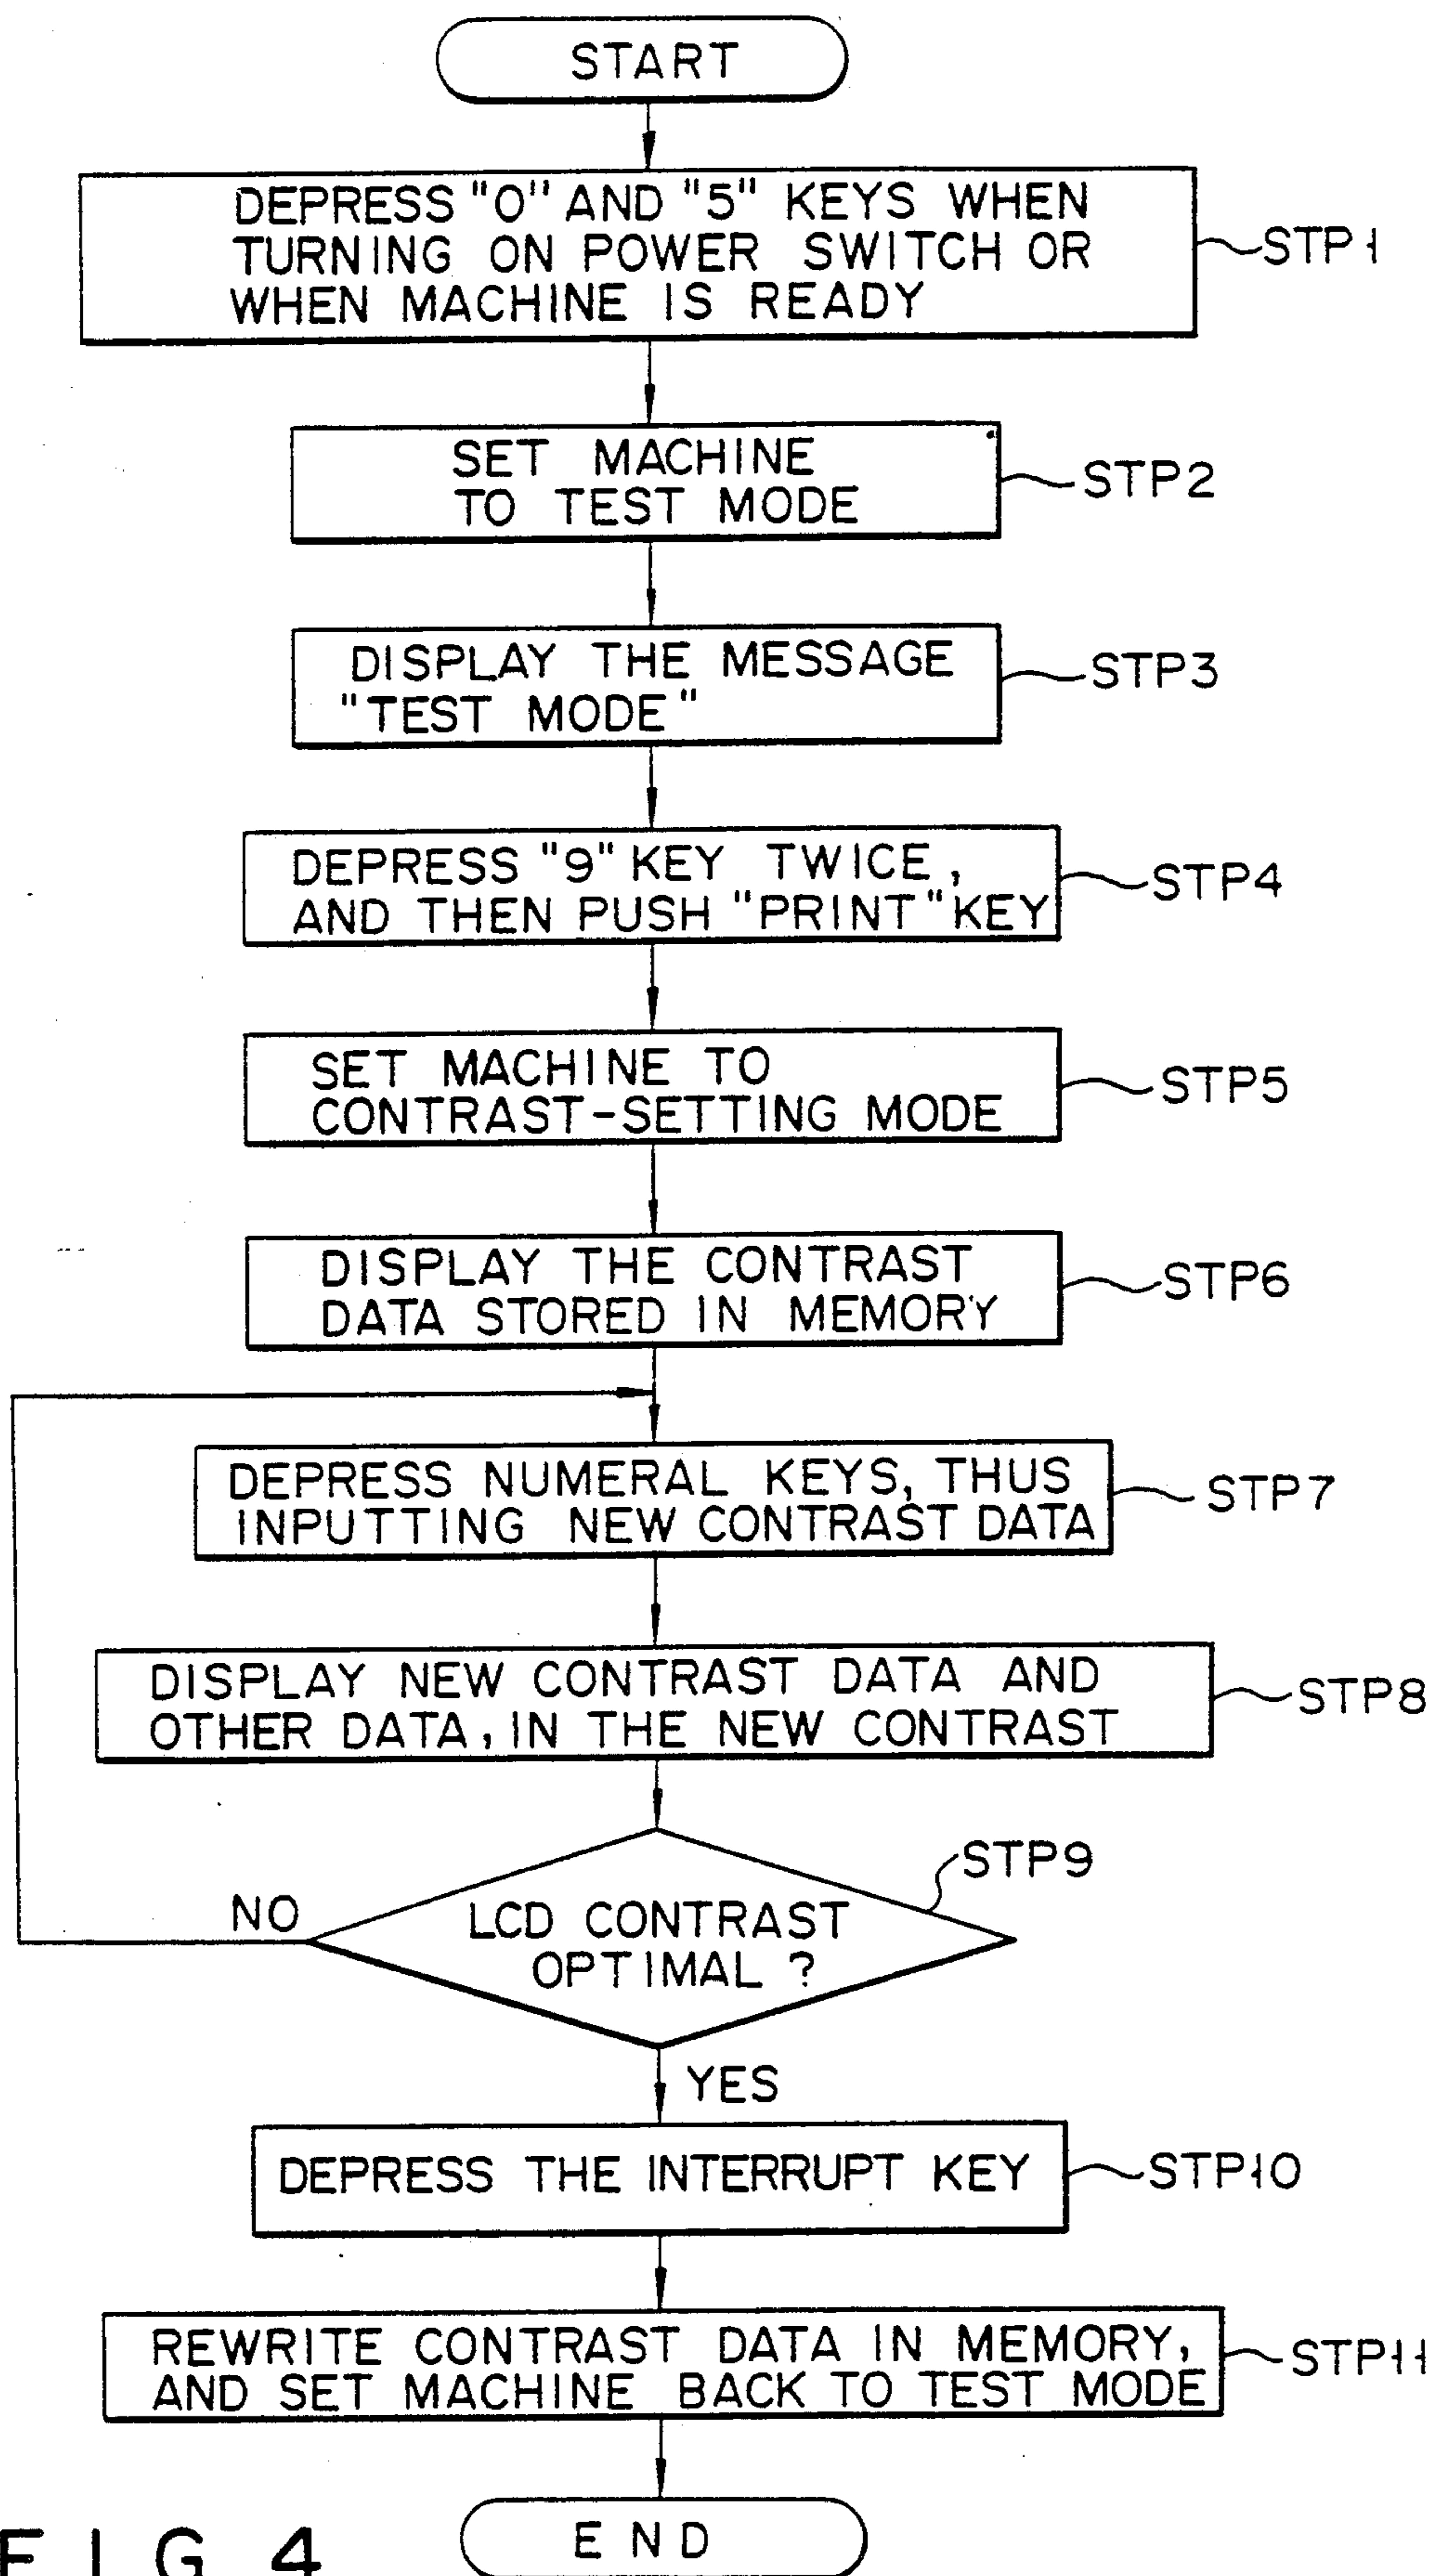 START
DEPRESS "0" AND "5" KEYS WHEN
TURNING ON POWER SWITCH OR
WHEN MACHINE IS READY
STP1
SET MACHINE
TO TEST MODE
STP2
DISPLAY THE MESSAGE
"TEST MODE"
STP3
DEPRESS "9" KEY TWICE,
AND THEN PUSH "PRINT" KEY
STP4
SET MACHINE TO
CONTRAST-SETTING MODE
STP5
DISPLAY THE CONTRAST
DATA STORED IN MEMORY
STP6
DEPRESS NUMERAL KEYS, THUS
INPUTTING NEW CONTRAST DATA
STP7
DISPLAY NEW CONTRAST DATA AND
OTHER DATA, IN THE NEW CONTRAST
STP8
STP9
NO
LCD CONTRAST
OPTIMAL ?
YES
DEPRESS THE INTERRUPT KEY
STP10
REWRITE CONTRAST DATA IN MEMORY,
AND SET MACHINE BACK TO TEST MODE
STP11
END
FIG. 4